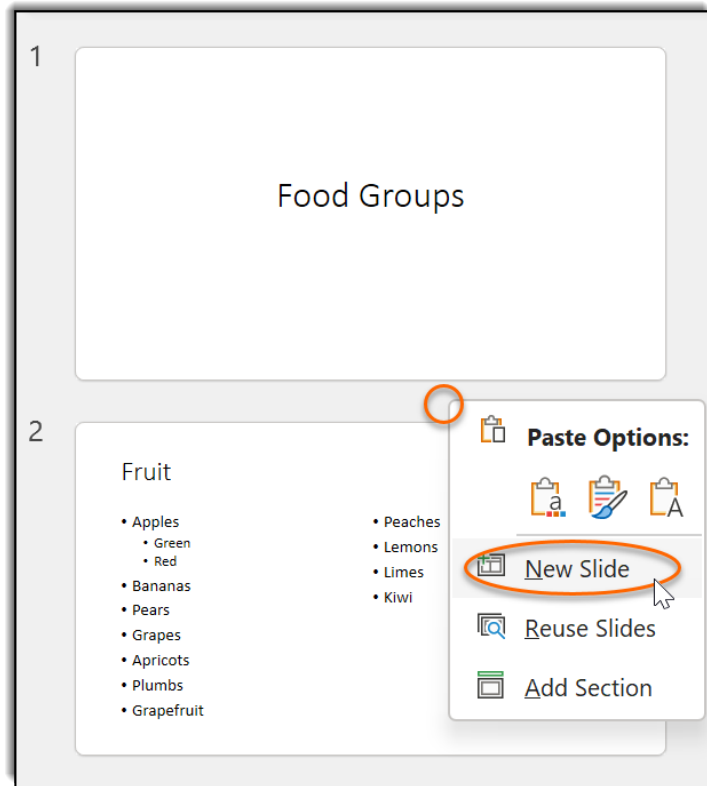 1
Food Groups
2
Fruit
• Apples
• Green
• Red
• Bananas
• Pears
• Grapes
• Apricots
• Plumbs
• Grapefruit
• Peaches
• Lemons
• Limes
• Kiwi
Paste Options:
a A
New Slide
Reuse Slides
Add Section